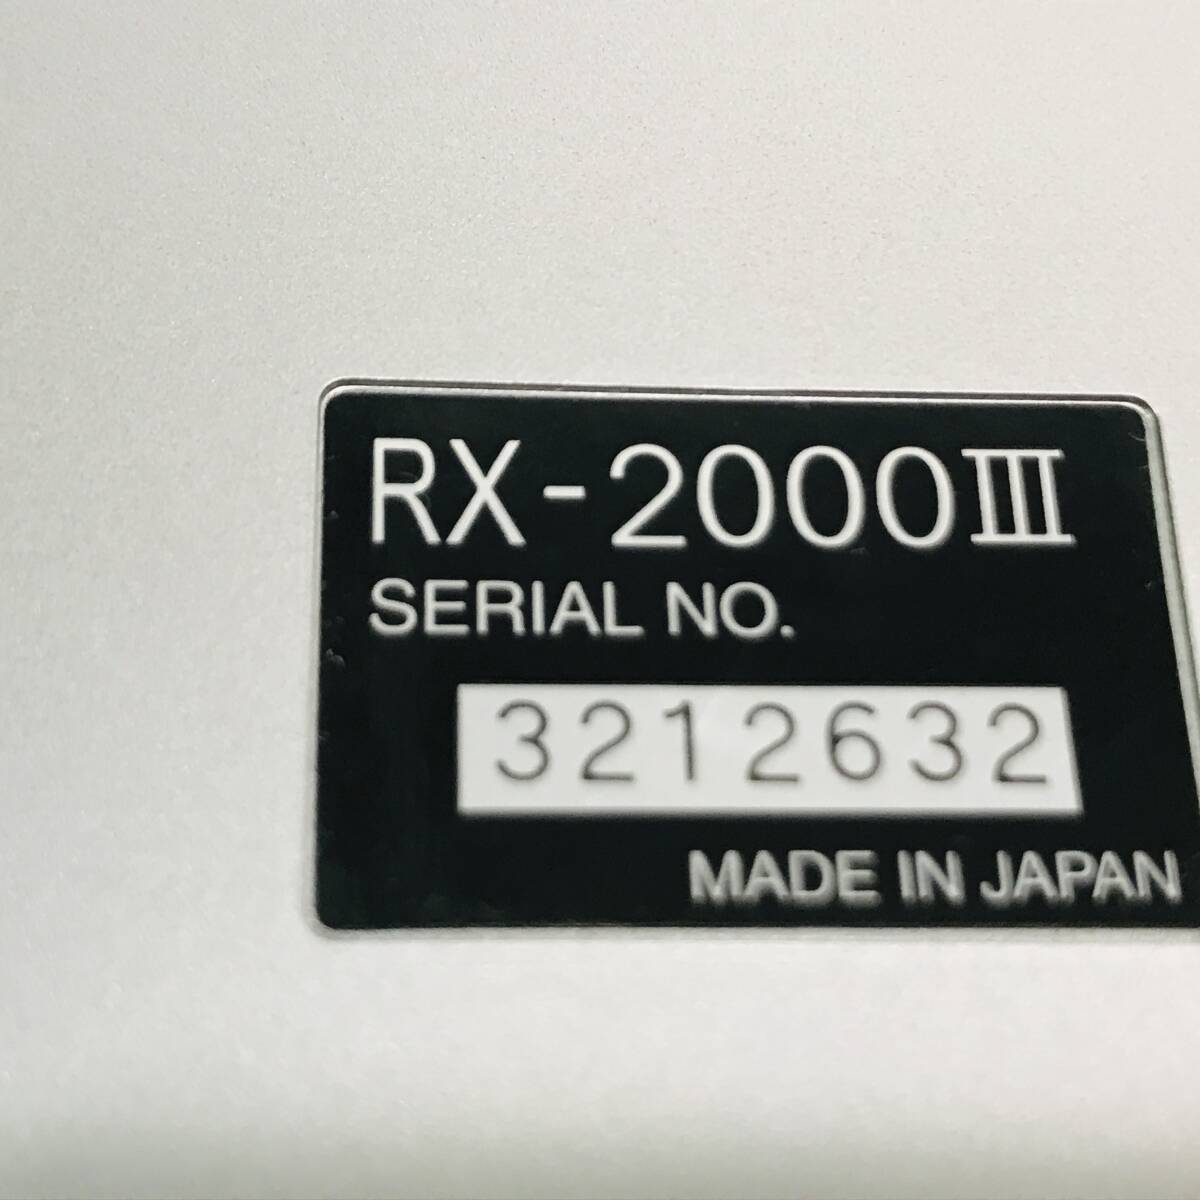 RX-2000III
SERIAL NO.
3212632
MADE IN JAPAN